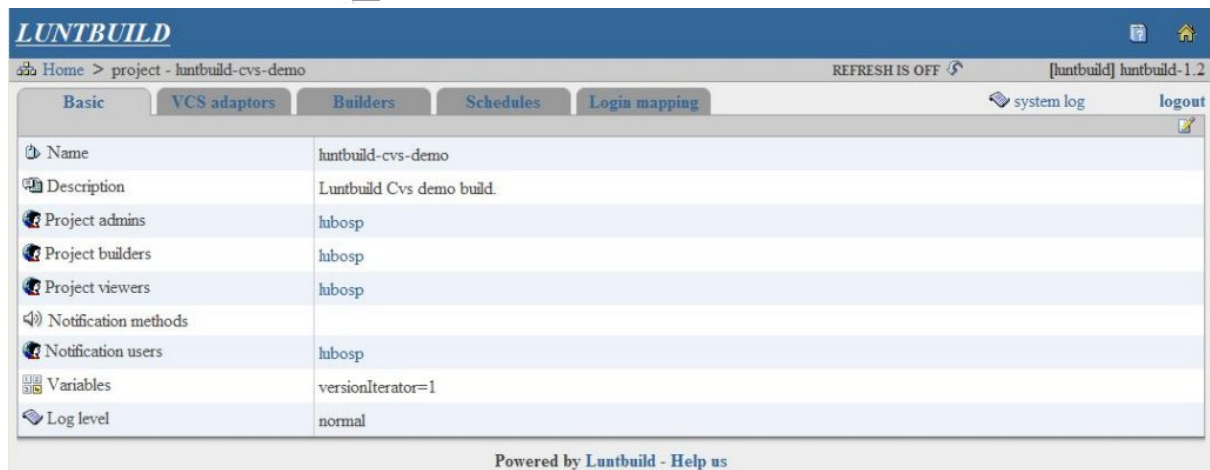 LUNTBUILD
Home > project - luntbuild-cvs-demo REFRESH IS OFF [luntbuild] luntbuild-1.2
Basic VCS adaptors Builders Schedules Login mapping system log logout
Name luntbuild-cvs-demo
Description Luntbuild Cvs demo build.
Project admins lubosp
Project builders lubosp
Project viewers lubosp
Notification methods
Notification users lubosp
Variables versionIterator=1
Log level normal
Powered by Luntbuild - Help us